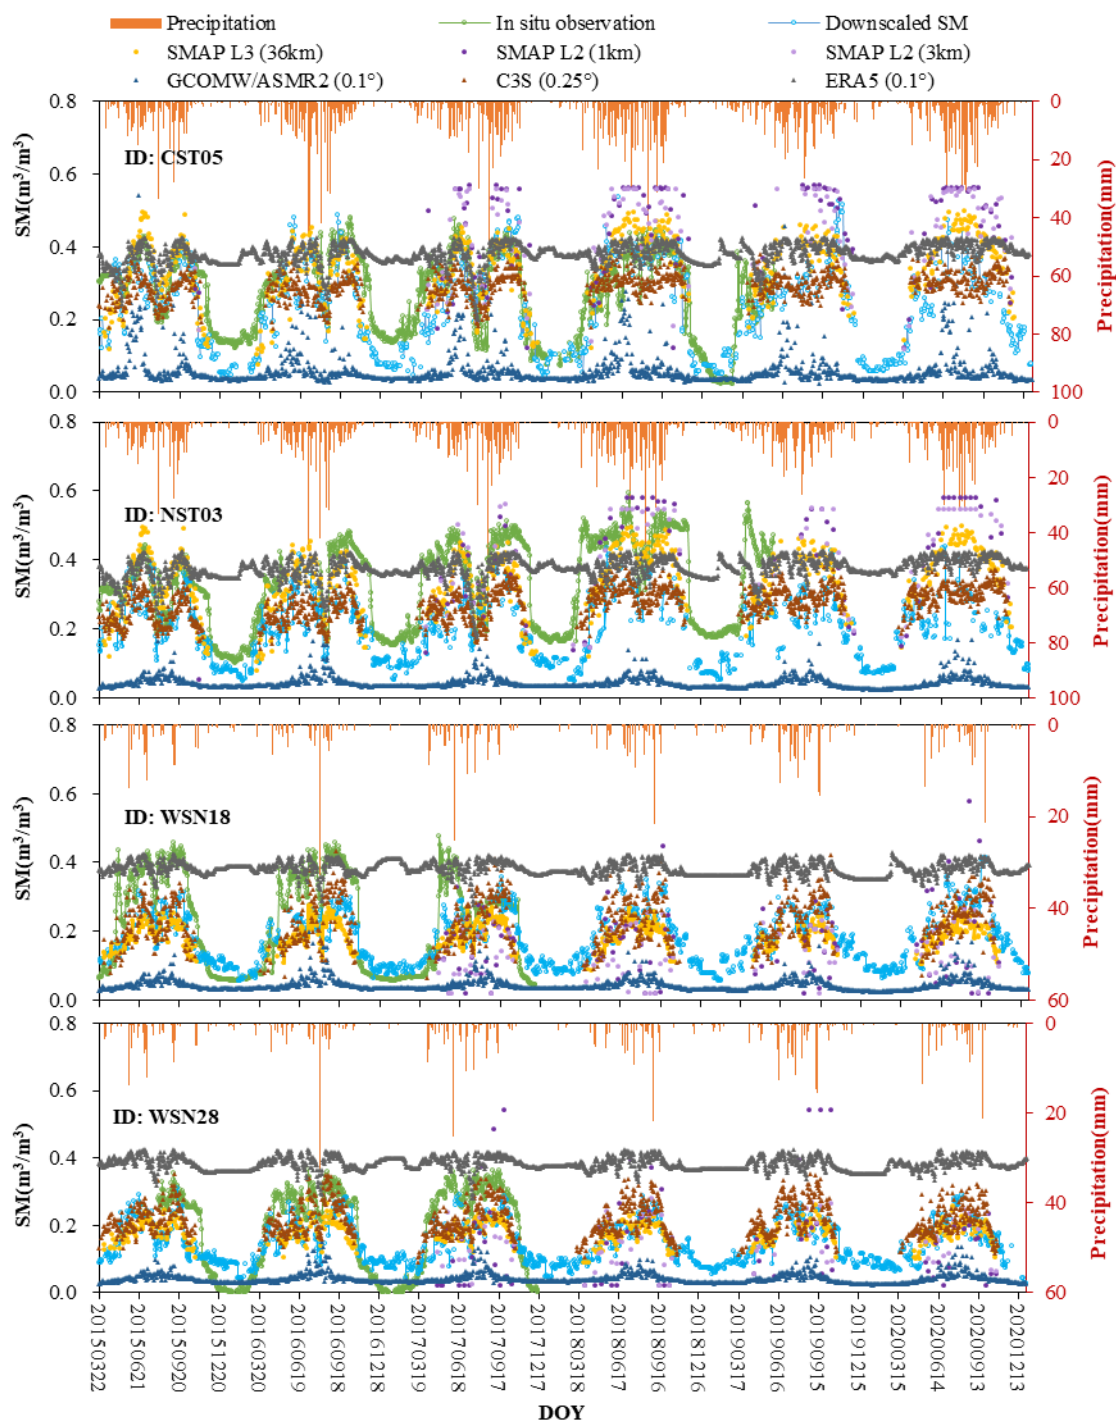 Precipitation In situ observation Downscaled SM
SMAP L3 (36km) SMAP L2 (1km) SMAP L2 (3km)
GCOMW/ASMR2 (0.1°) C3S (0.25°) ERA5 (0.1°)
0.8 0
ID: CST05
0.6 20
0.4 40
60
0.2 80
0.0 100
SM(m³/m³)
Precipitation(mm)
0.8 0
0.6 20
ID: NST03
0.4 40
60
0.2 80
0.0 100
SM(m³/m³)
Precipitation(mm)
0.8 0
0.6 20
ID: WSN18
0.4
0.2 40
0.0 60
SM(m³/m³)
Precipitation(mm)
0.8 0
0.6 20
ID: WSN28
0.4
0.2 40
0.0 60
SM(m³/m³)
Precipitation(mm)
20150322 20150621 20150920 20151220 20160320 20160619 20160918 20161218 20170319 20170618 20170917 20171217 20180318 20180617 20180916 20181216 20190317 20190616 20190915 20191215 20200315 20200614 20200913 20201213
DOY